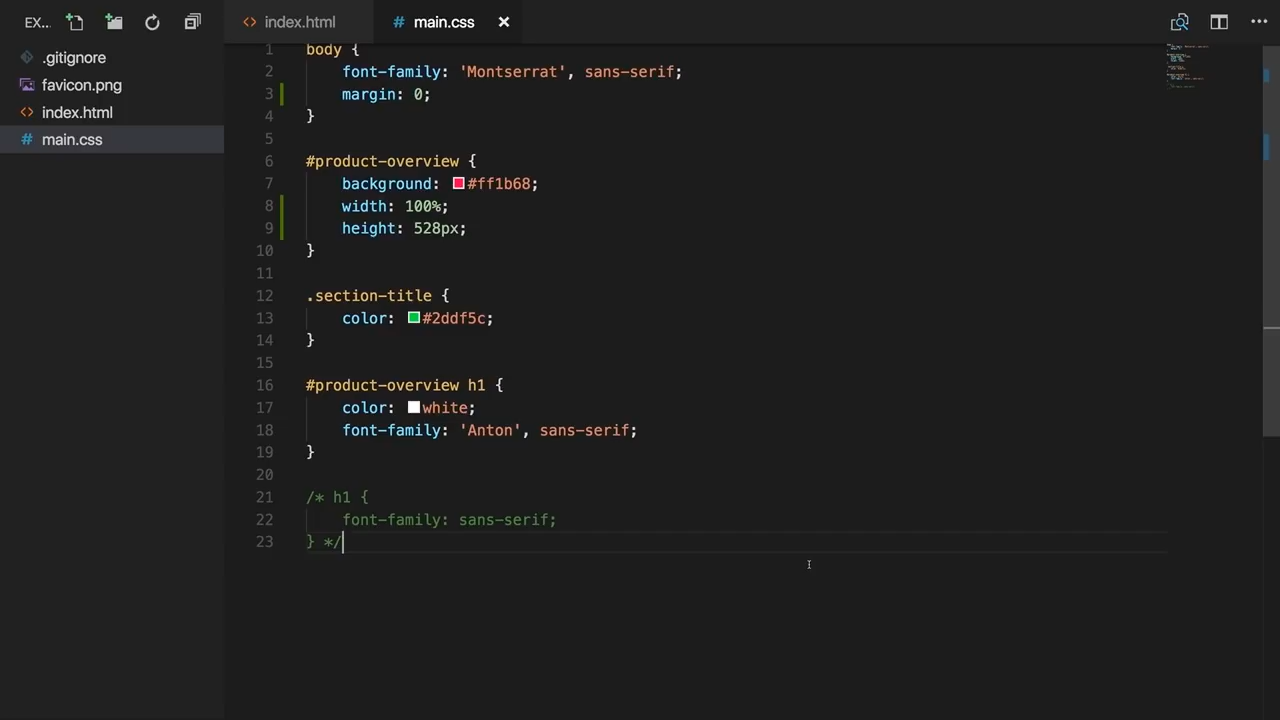 EX...
index.html
# main.css
.gitignore
favicon.png
index.html
# main.css
1 body {
2 font-family: 'Montserrat', sans-serif;
3 margin: 0;
4 }
5
6 #product-overview {
7 background: #ff1b68;
8 width: 100%;
9 height: 528px;
10 }
11
12 .section-title {
13 color: #2ddf5c;
14 }
15
16 #product-overview h1 {
17 color: white;
18 font-family: 'Anton', sans-serif;
19 }
20
21 /* h1 {
22 font-family: sans-serif;
23 } */